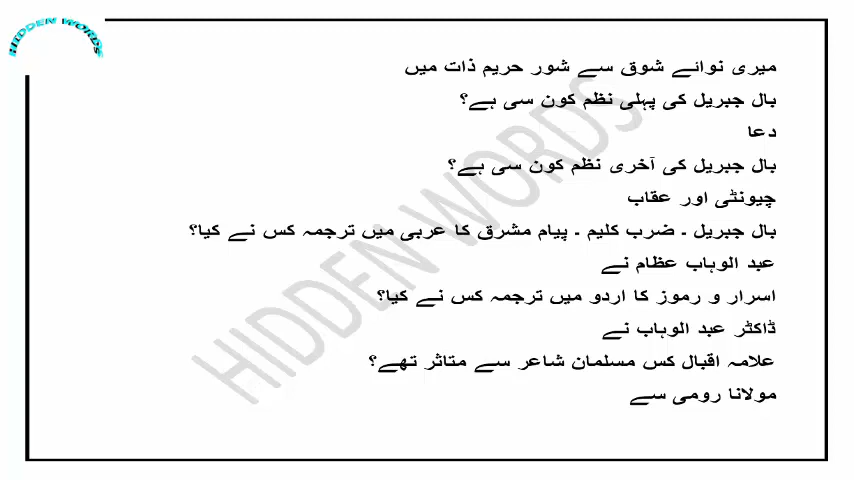 HIDDEN WORDS
میری نوائے شوق سے شور حریم ذات میں
بال جبریل کی پہلی نظم کون سی ہے؟
دعا
بال جبریل کی آخری نظم کون سی ہے؟
چیونٹی اور عقاب
بال جبریل ۔ ضرب کلیم ۔ پیام مشرق کا عربی میں ترجمہ کس نے کیا؟
عبد الوہاب عظام نے
اسرار و رموز کا اردو میں ترجمہ کس نے کیا؟
ڈاکٹر عبد الوہاب نے
علامہ اقبال کس مسلمان شاعر سے متاثر تھے؟
مولانا رومی سے
HIDDEN WORDS